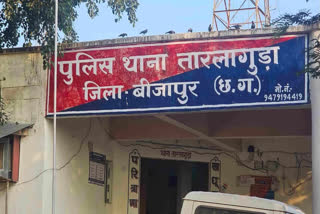 पुलिस थाना तारलागुड़ा
जिला-बीजापुर (छ.ग.)
मो.नं.
9479194419